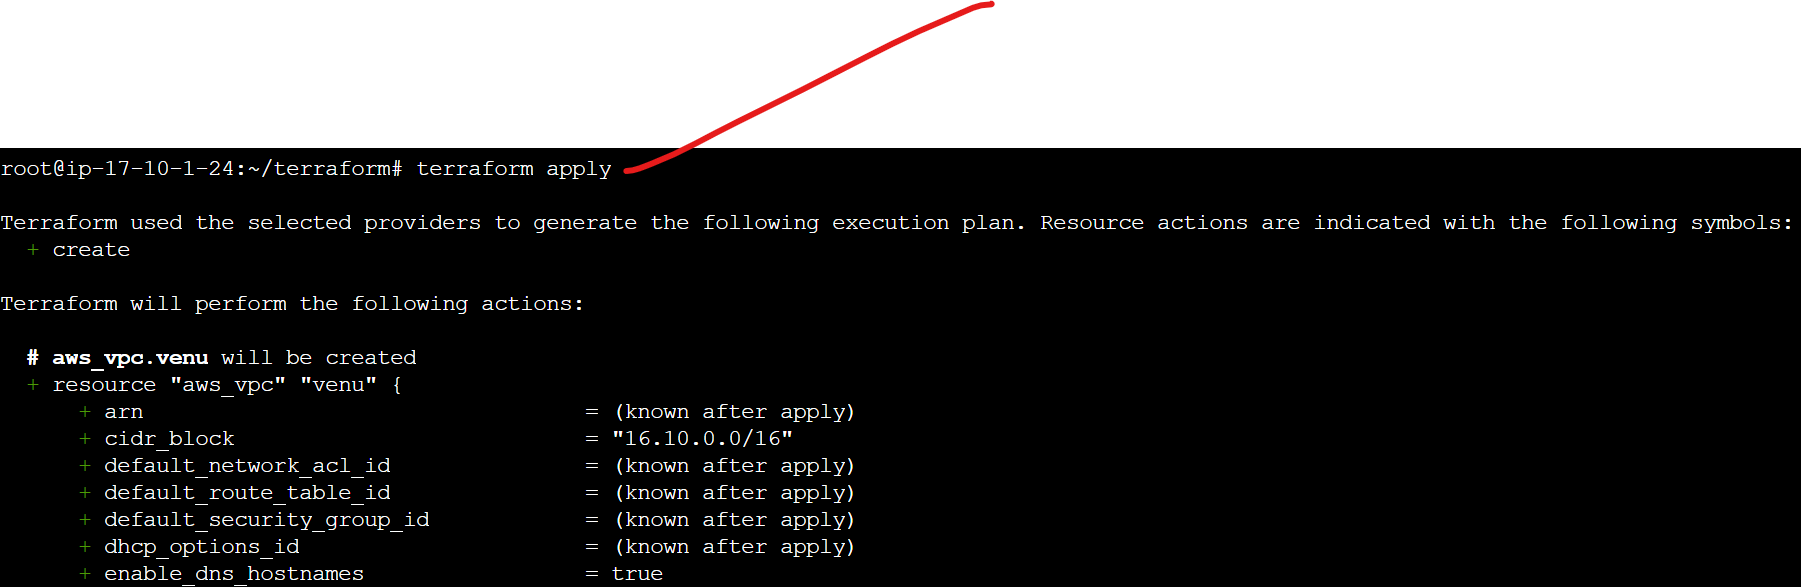 root@ip-17-10-1-24:~/terraform# terraform apply
Terraform used the selected providers to generate the following execution plan. Resource actions are indicated with the following symbols:
+ create
Terraform will perform the following actions:
# aws_vpc.venu will be created
+ resource "aws_vpc" "venu" {
+ arn = (known after apply)
+ cidr_block = "16.10.0.0/16"
+ default_network_acl_id = (known after apply)
+ default_route_table_id = (known after apply)
+ default_security_group_id = (known after apply)
+ dhcp_options_id = (known after apply)
+ enable_dns_hostnames = true